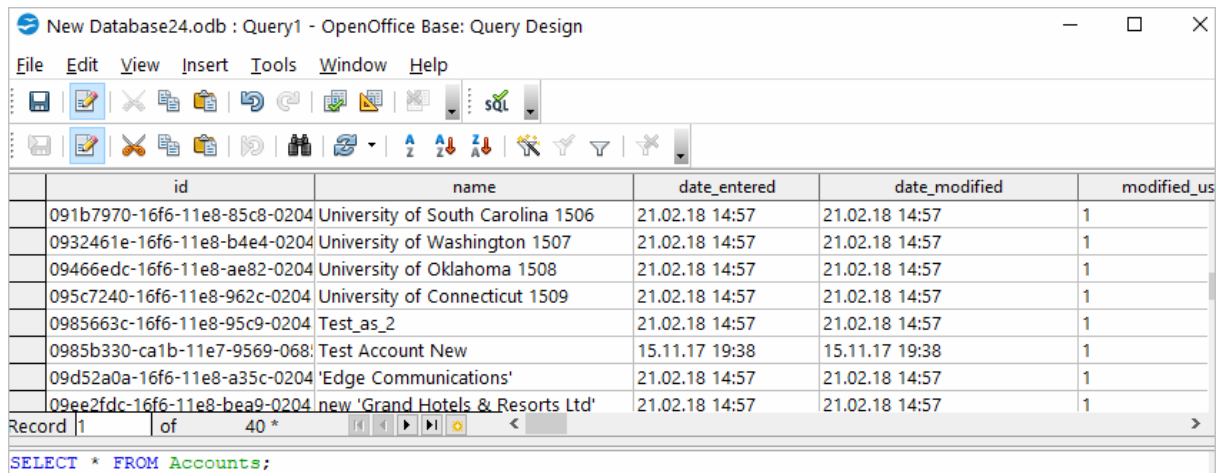 New Database24.odb : Query1 - OpenOffice Base: Query Design
File Edit View Insert Tools Window Help
SQL
id name date_entered date_modified modified_us
091b7970-16f6-11e8-85c8-0204 University of South Carolina 1506 21.02.18 14:57 21.02.18 14:57 1
0932461e-16f6-11e8-b4e4-0204 University of Washington 1507 21.02.18 14:57 21.02.18 14:57 1
09466edc-16f6-11e8-ae82-0204 University of Oklahoma 1508 21.02.18 14:57 21.02.18 14:57 1
095c7240-16f6-11e8-962c-0204 University of Connecticut 1509 21.02.18 14:57 21.02.18 14:57 1
0985663c-16f6-11e8-95c9-0204 Test_as_2 21.02.18 14:57 21.02.18 14:57 1
0985b330-ca1b-11e7-9569-068 Test Account New 15.11.17 19:38 15.11.17 19:38 1
09d52a0a-16f6-11e8-a35c-0204 'Edge Communications' 21.02.18 14:57 21.02.18 14:57 1
09ee2fdc-16f6-11e8-bea9-0204 new 'Grand Hotels & Resorts Ltd' 21.02.18 14:57 21.02.18 14:57 1
Record 1 of 40 *
SELECT * FROM Accounts;